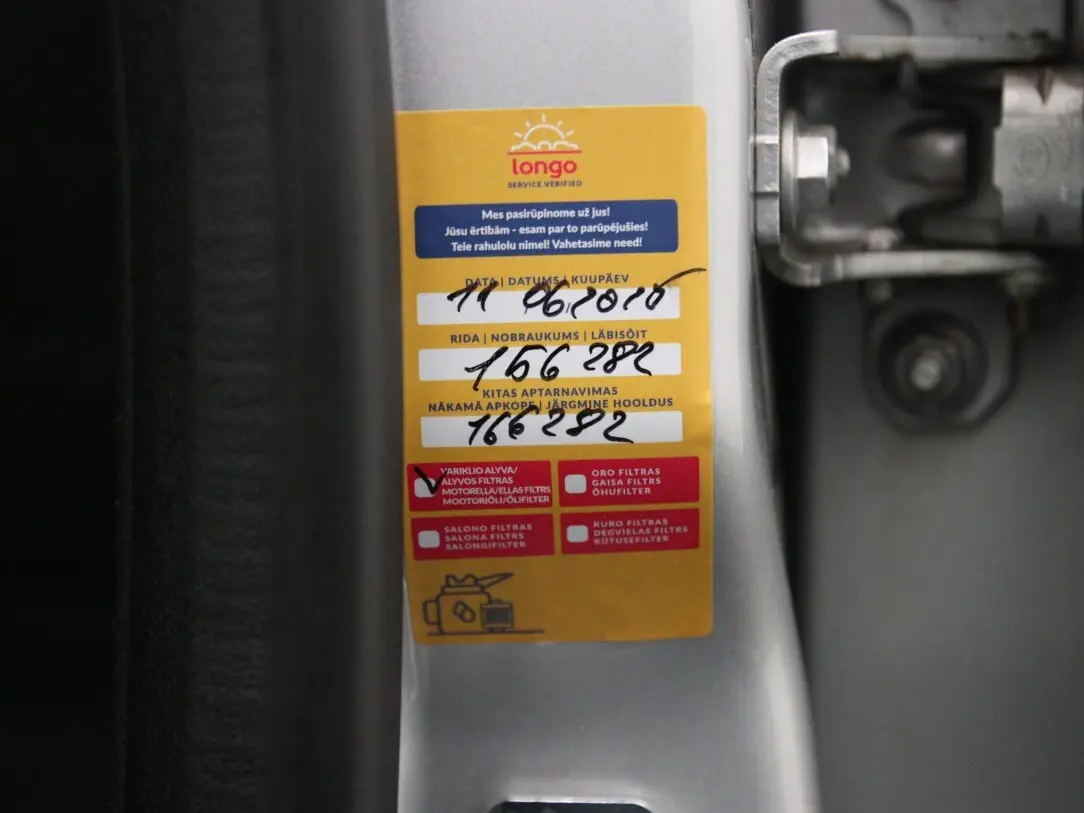 longo
SERVICE VERIFIED
Mes pasirūpinome už jus!
Jūsu ērtībām - esam par to parūpējušies!
Teie rahulolu nimel! Vahetasime need!
DATA | DATUMS | KUUPÄEV
11 06.2025
RIDA | NOBRAUKUMS | LÄBISÕIT
156 282
KITAS APTARNAVIMAS
NĀKAMĀ APKOPE | JÄRGMINE HOOLDUS
166282
VARIKLIO ALYVA/
ALYVOS FILTRAS
MOTORELLA/ELLAS FILTRS
MOOTORIÕLI/ÕLIFILTER
ORO FILTRAS
GAISA FILTRS
ÕHUFILTER
SALONO FILTRAS
SALONA FILTRS
SALONGIFILTER
KURO FILTRAS
DEGVIELAS FILTRS
KÜTUSEFILTER